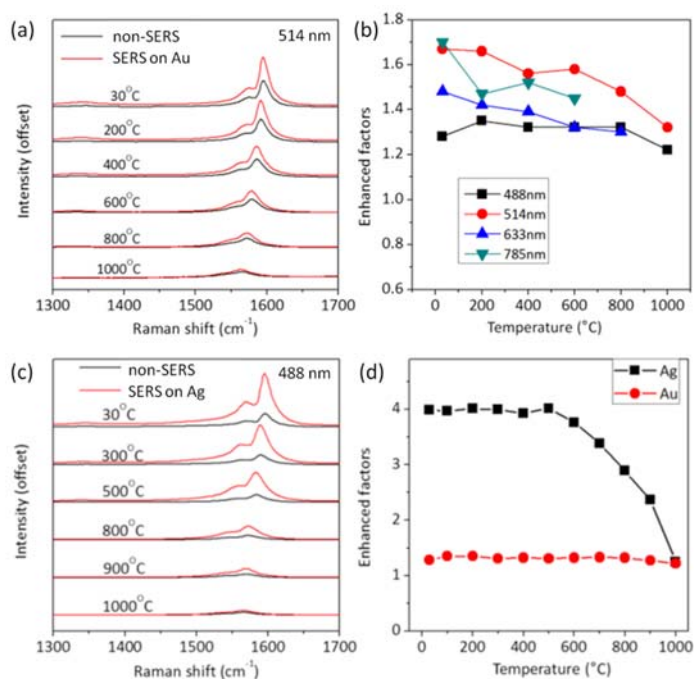 (a)
non-SERS
SERS on Au
514 nm
30°C
200°C
400°C
600°C
800°C
1000°C
Intensity (offset)
1300 1400 1500 1600 1700
Raman shift (cm⁻¹)
(b)
1.8
1.6
1.4
1.2
1.0
0.8
0.6
Enhanced factors
488nm
514nm
633nm
785nm
0 200 400 600 800 1000
Temperature (°C)
(c)
non-SERS
SERS on Ag
488 nm
30°C
300°C
500°C
800°C
900°C
1000°C
Intensity (offset)
1300 1400 1500 1600 1700
Raman shift (cm⁻¹)
(d)
Ag
Au
5
4
3
2
1
0
Enhanced factors
0 200 400 600 800 1000
Temperature (°C)